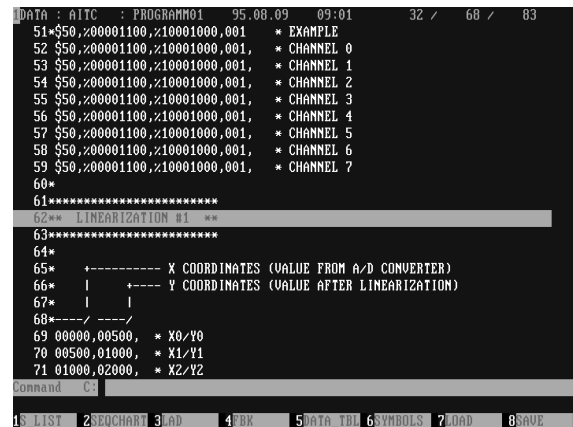 1DATA : AITC : PROGRAMM01 95.08.09 09:01 32 / 68 / 83
51*$50,%00001100,%10001000,001 * EXAMPLE
52 $50,%00001100,%10001000,001, * CHANNEL 0
53 $50,%00001100,%10001000,001, * CHANNEL 1
54 $50,%00001100,%10001000,001, * CHANNEL 2
55 $50,%00001100,%10001000,001, * CHANNEL 3
56 $50,%00001100,%10001000,001, * CHANNEL 4
57 $50,%00001100,%10001000,001, * CHANNEL 5
58 $50,%00001100,%10001000,001, * CHANNEL 6
59 $50,%00001100,%10001000,001, * CHANNEL 7
60*
61************************
62** LINEARIZATION #1 **
63************************
64*
65* +---------- X COORDINATES (VALUE FROM A/D CONVERTER)
66* | +---- Y COORDINATES (VALUE AFTER LINEARIZATION)
67* | |
68*----/ ----/
69 00000,00500, * X0/Y0
70 00500,01000, * X1/Y1
71 01000,02000, * X2/Y2
Command C:
1S LIST 2SEQCHART 3LAD 4FBK 5DATA TBL 6SYMBOLS 7LOAD 8SAVE